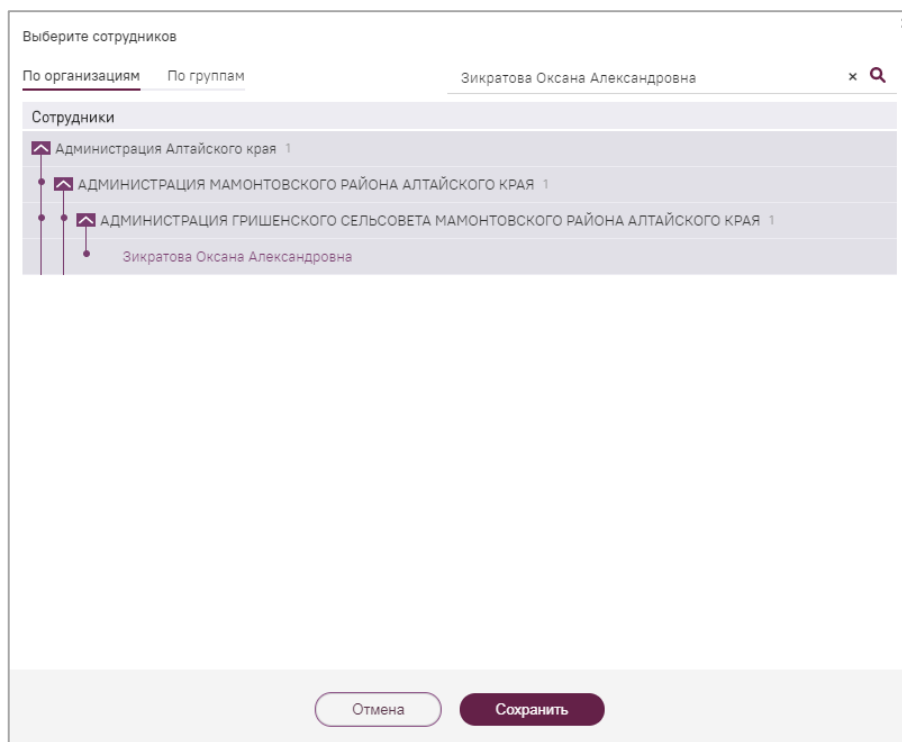 Выберите сотрудников
По организациям По группам Зикратова Оксана Александровна ×
Сотрудники
Администрация Алтайского края 1
АДМИНИСТРАЦИЯ МАМОНТОВСКОГО РАЙОНА АЛТАЙСКОГО КРАЯ 1
АДМИНИСТРАЦИЯ ГРИШЕНСКОГО СЕЛЬСОВЕТА МАМОНТОВСКОГО РАЙОНА АЛТАЙСКОГО КРАЯ 1
Зикратова Оксана Александровна
Отмена Сохранить